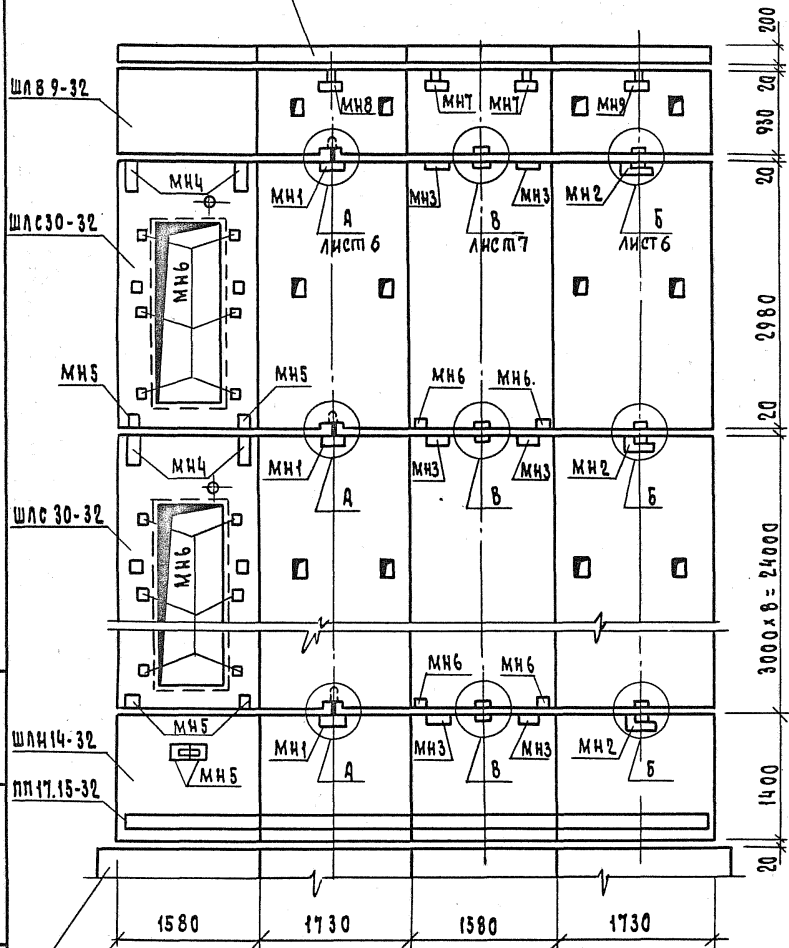 200
ШЛ8 9-32
МН8
МН7
МН7
МН9
20
930
МН4
МН1
МН3
МН3
МН2
20
А
ЛИСТ 6
В
ЛИСТ 7
Б
ЛИСТ 6
ШЛС30-32
МН6
2980
МН5
МН5
МН6
МН6.
20
МН4
МН1
МН3
МН3
МН2
А
В
Б
ШЛС 30-32
МН6
3000 х 8 = 24000
МН6
МН6
МН5
МН1
МН3
МН3
МН2
ШЛН14-32
МН5
А
В
Б
1400
ПП17.15-32
20
1580
1730
1580
1730